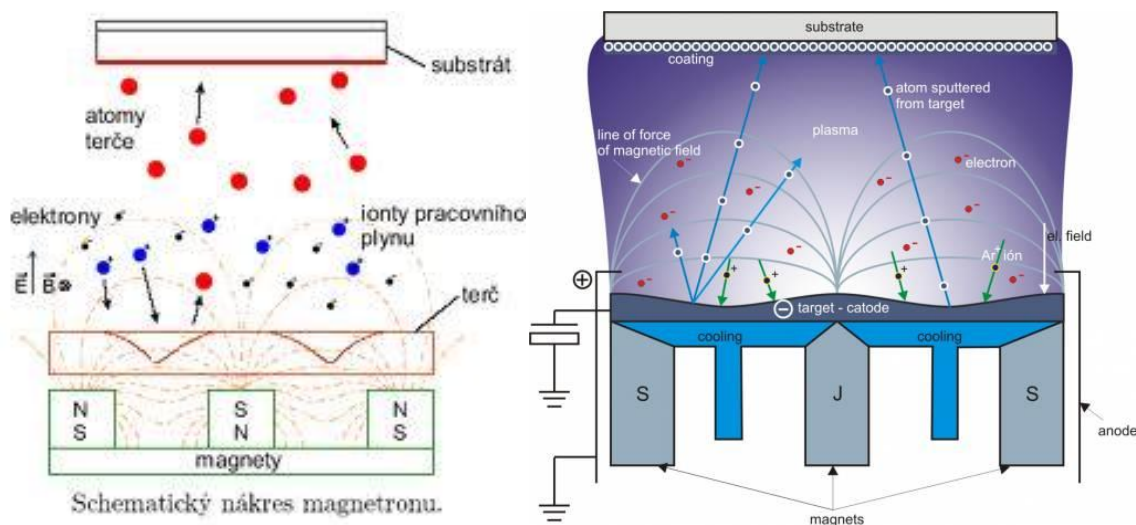 substrát
atomy
terče
elektrony
ionty pracovního
plynu
E B
terč
N
S
S
N
N
S
magnety
Schematický nákres magnetronu.
substrate
coating
atom sputtered
from target
plasma
line of force
of magnetic field
electron
el. field
Ar+ ión
target - catode
cooling
cooling
S
J
S
anode
magnets